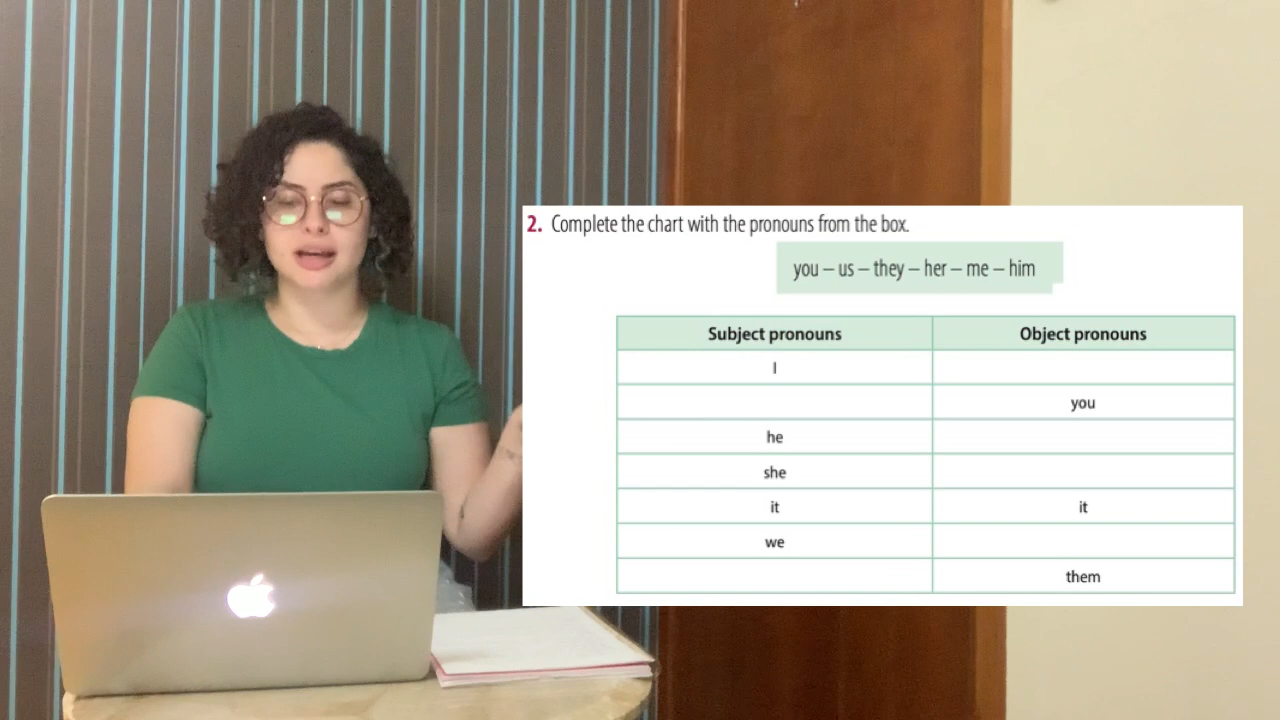 2. Complete the chart with the pronouns from the box.
you – us – they – her – me – him
Subject pronouns Object pronouns
I
you
he
she
it it
we
them